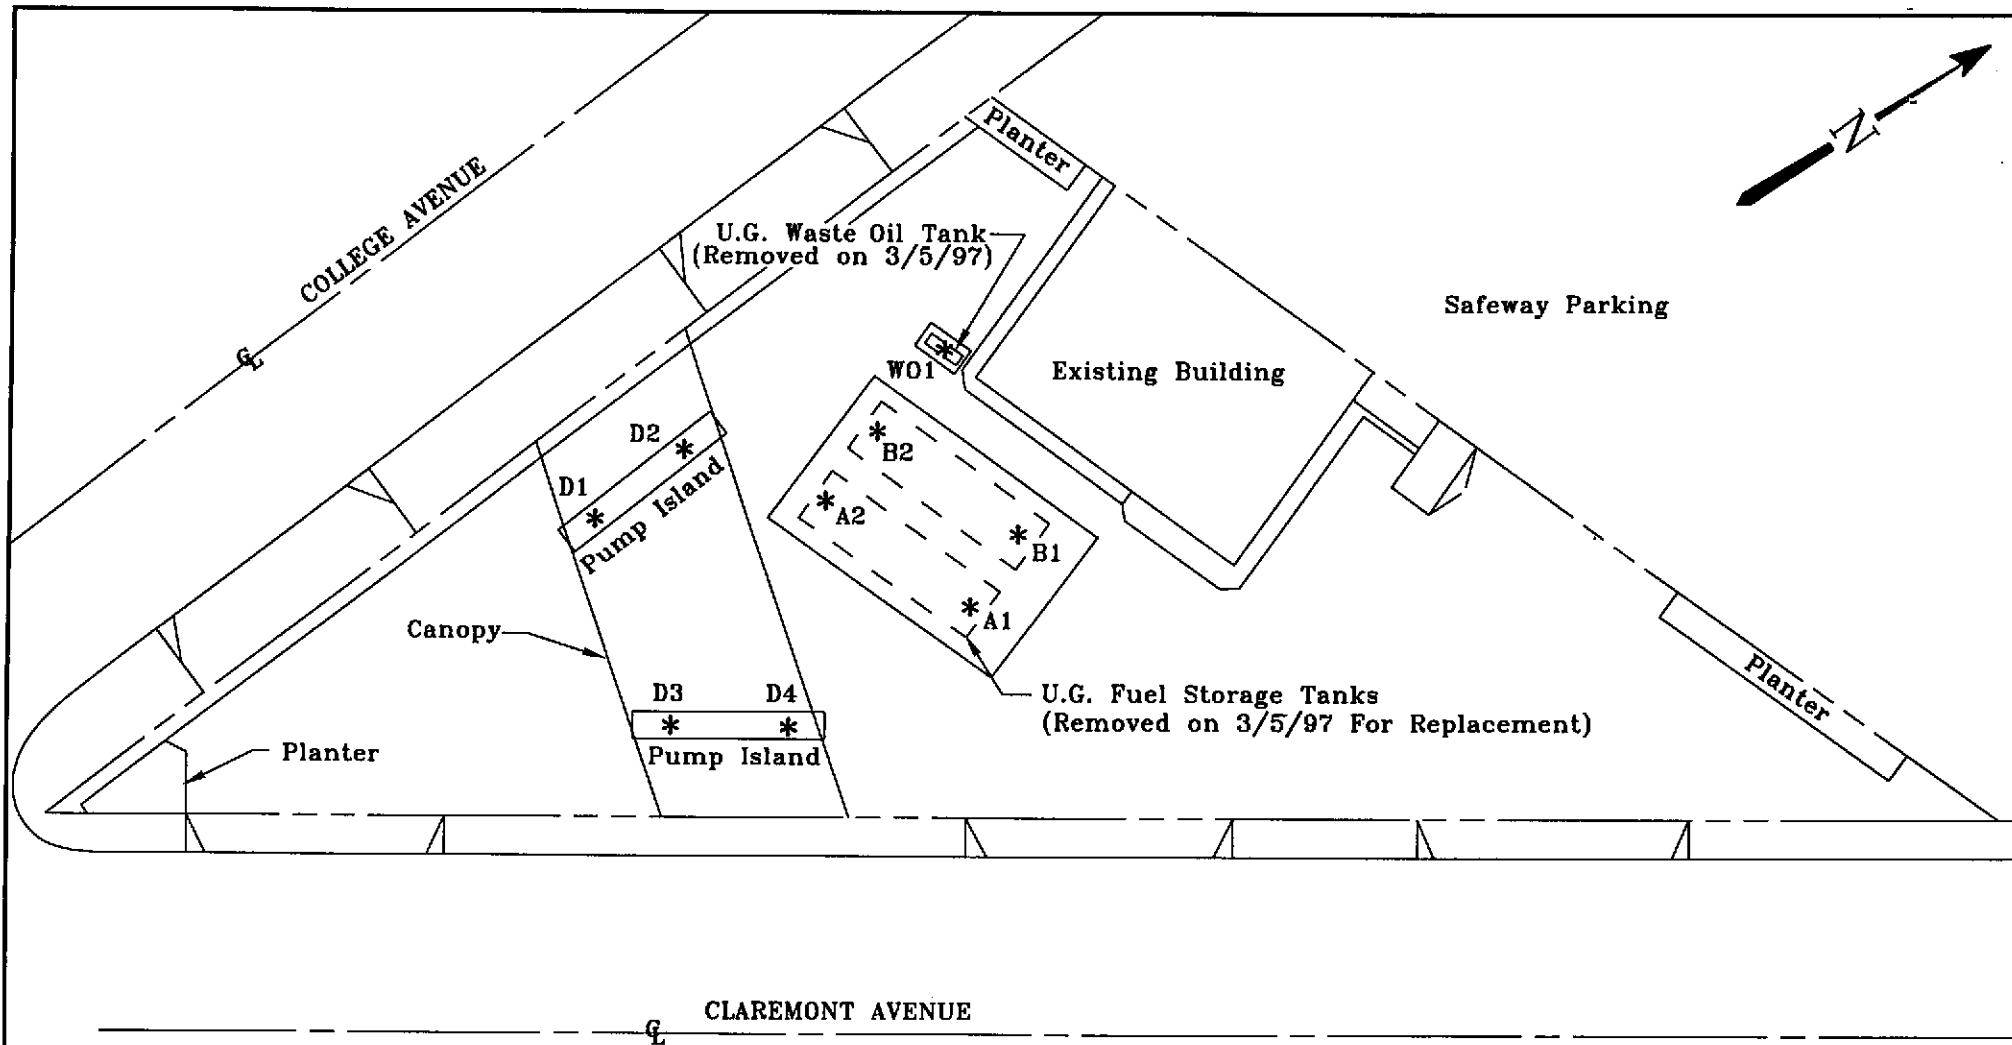 Planter
N
COLLEGE AVENUE
U.G. Waste Oil Tank
(Removed on 3/5/97)
Safeway Parking
℄
WO1
Existing Building
D2
B2
D1
Pump Island
A2
B1
A1
Canopy
D3 D4
U.G. Fuel Storage Tanks
(Removed on 3/5/97 For Replacement)
Planter
Planter
Pump Island
CLAREMONT AVENUE
℄